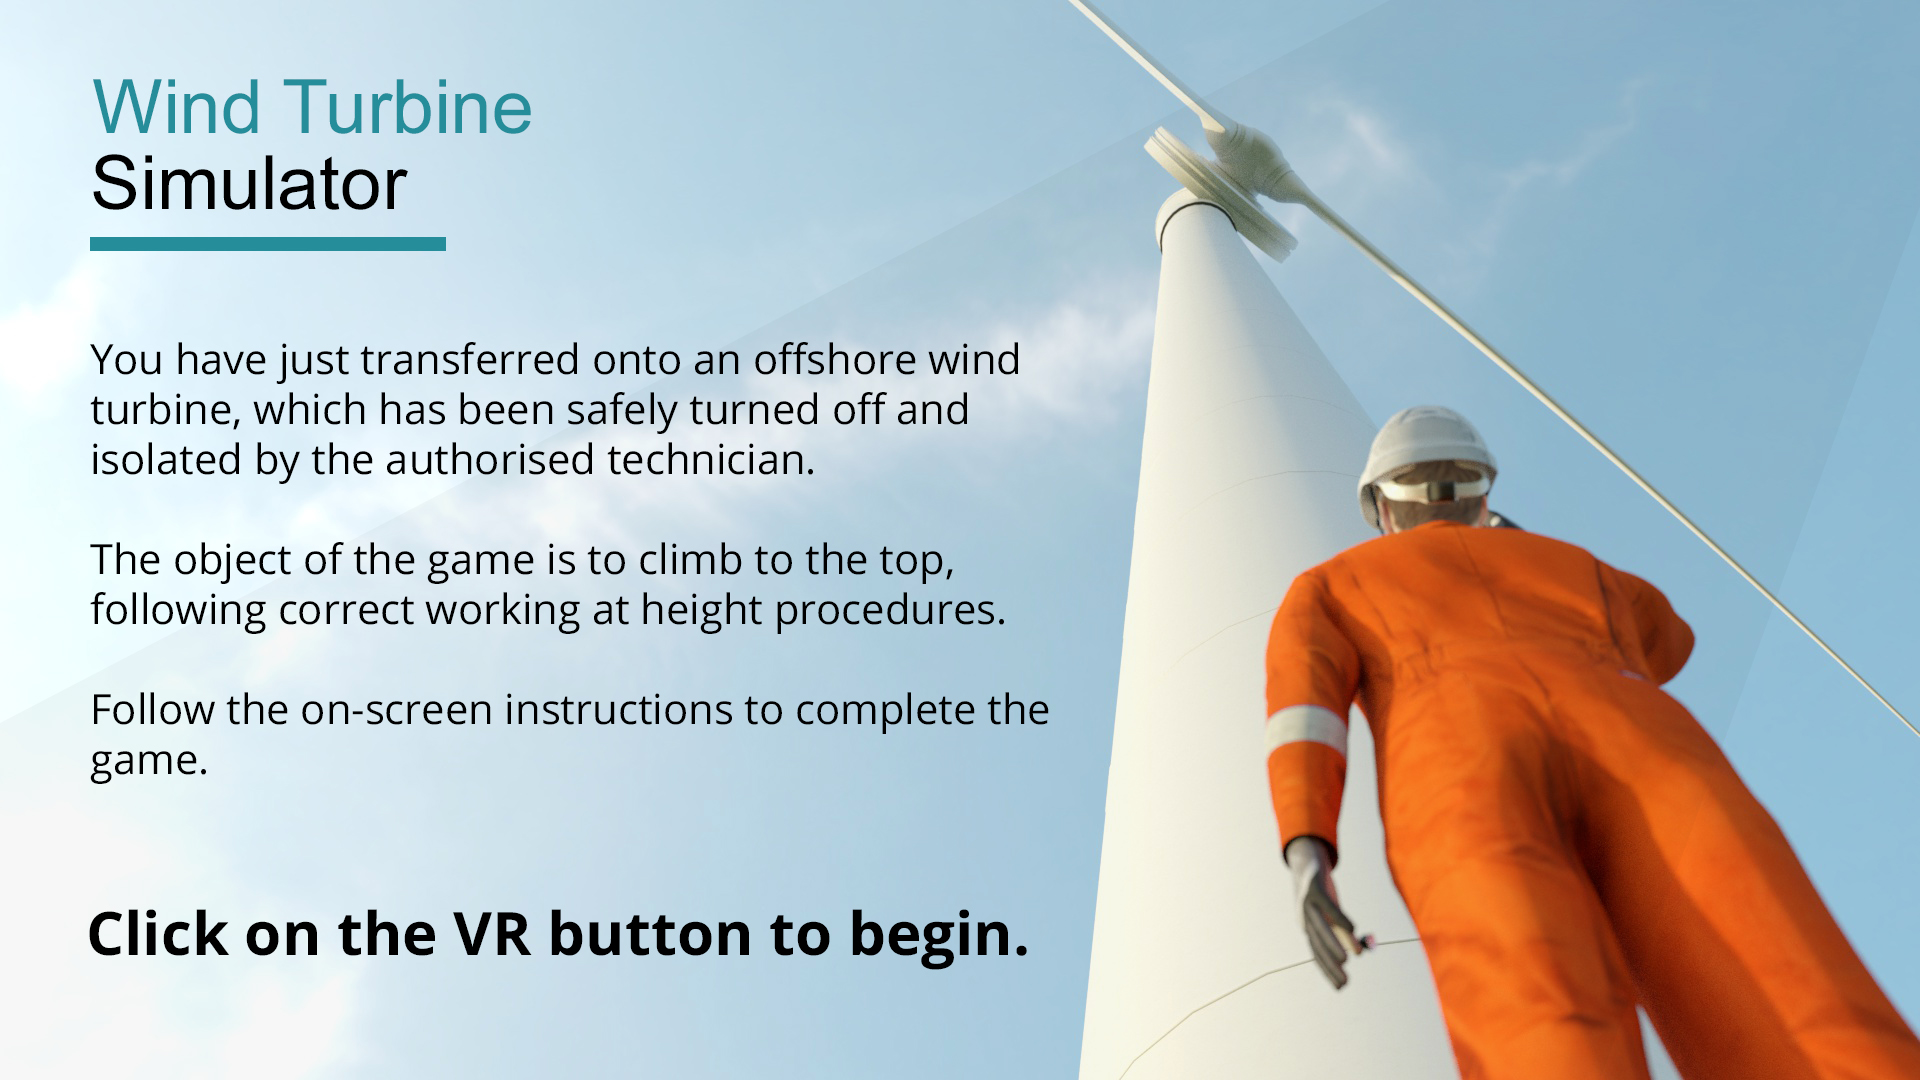 Wind Turbine
Simulator
You have just transferred onto an offshore wind
turbine, which has been safely turned off and
isolated by the authorised technician.
The object of the game is to climb to the top,
following correct working at height procedures.
Follow the on-screen instructions to complete the
game.
Click on the VR button to begin.